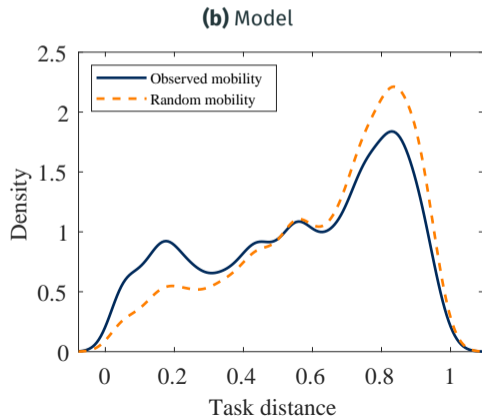 (b) Model
2.5
2
1.5
1
0.5
0
Density
Observed mobility
Random mobility
0 0.2 0.4 0.6 0.8 1
Task distance